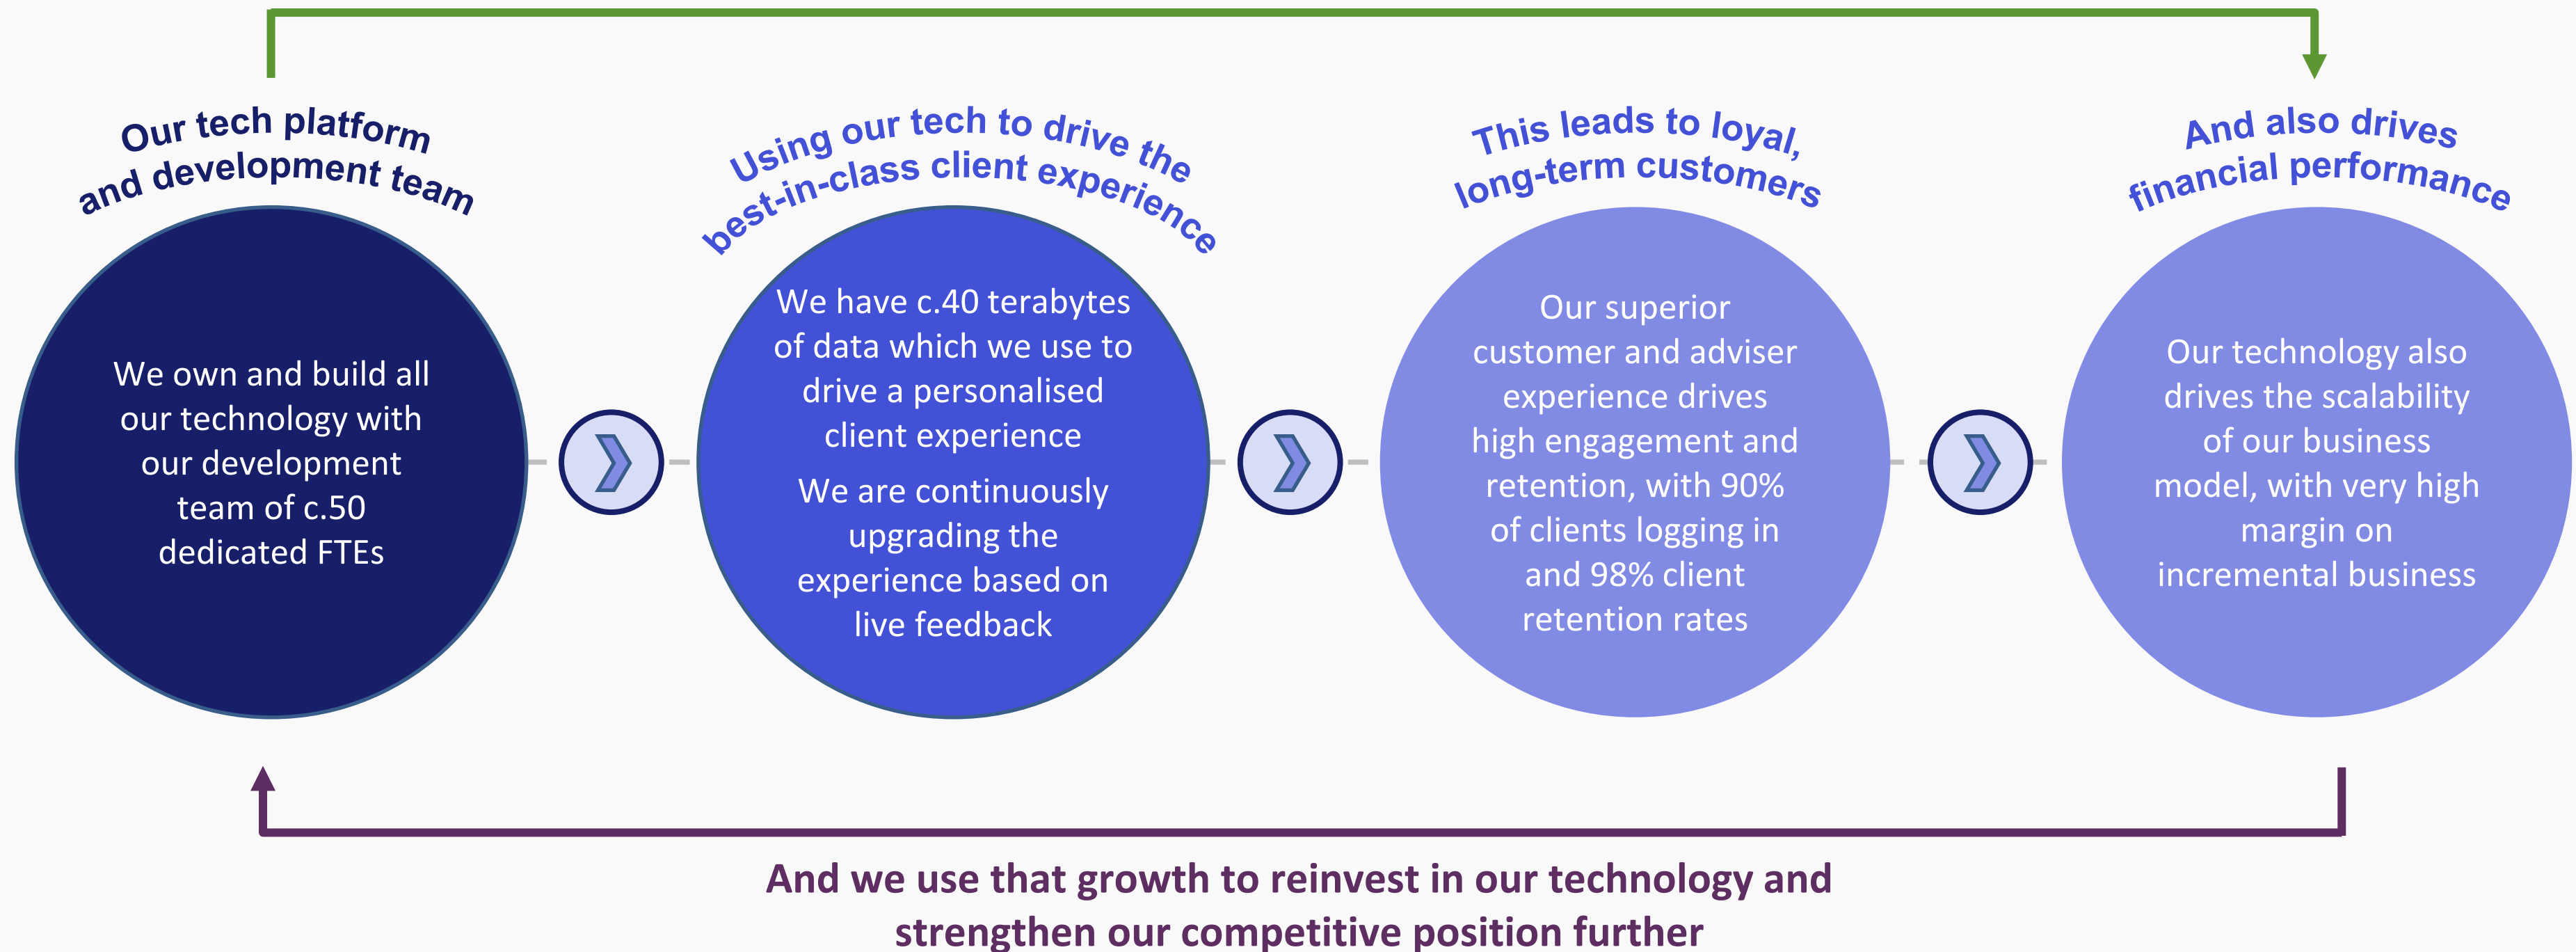 Our tech platform
and development team
We own and build all
our technology with
our development
team of c.50
dedicated FTEs
Using our tech to drive the
best-in-class client experience
We have c.40 terabytes
of data which we use to
drive a personalised
client experience
We are continuously
upgrading the
experience based on
live feedback
This leads to loyal,
long-term customers
Our superior
customer and adviser
experience drives
high engagement and
retention, with 90%
of clients logging in
and 98% client
retention rates
And also drives
financial performance
Our technology also
drives the scalability
of our business
model, with very high
margin on
incremental business
And we use that growth to reinvest in our technology and
strengthen our competitive position further